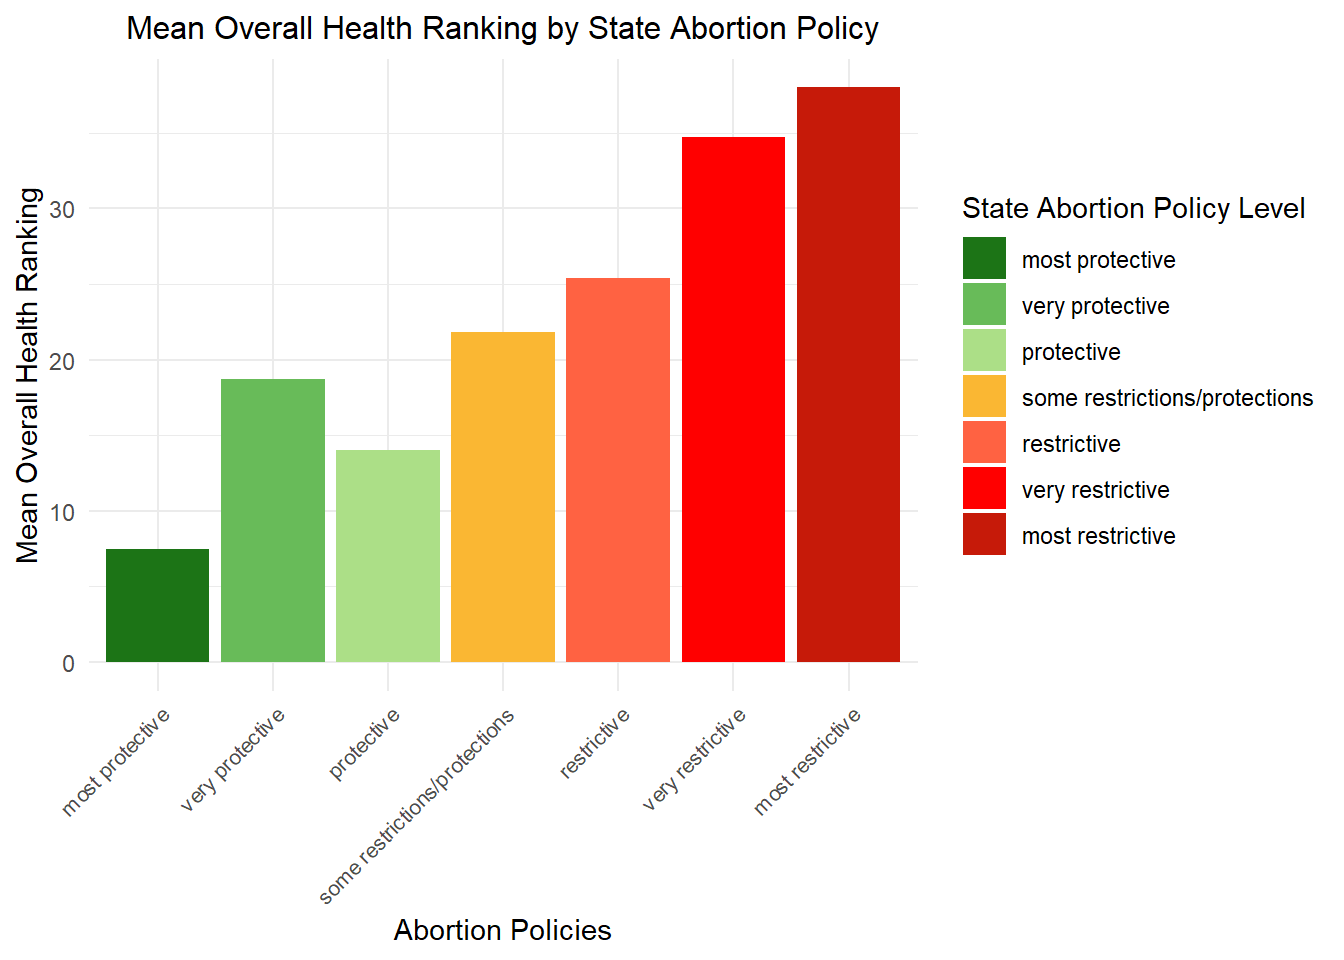 Mean Overall Health Ranking by State Abortion Policy
Mean Overall Health Ranking
30
20
10
0
most protective
very protective
protective
some restrictions/protections
restrictive
very restrictive
most restrictive
Abortion Policies
State Abortion Policy Level
most protective
very protective
protective
some restrictions/protections
restrictive
very restrictive
most restrictive